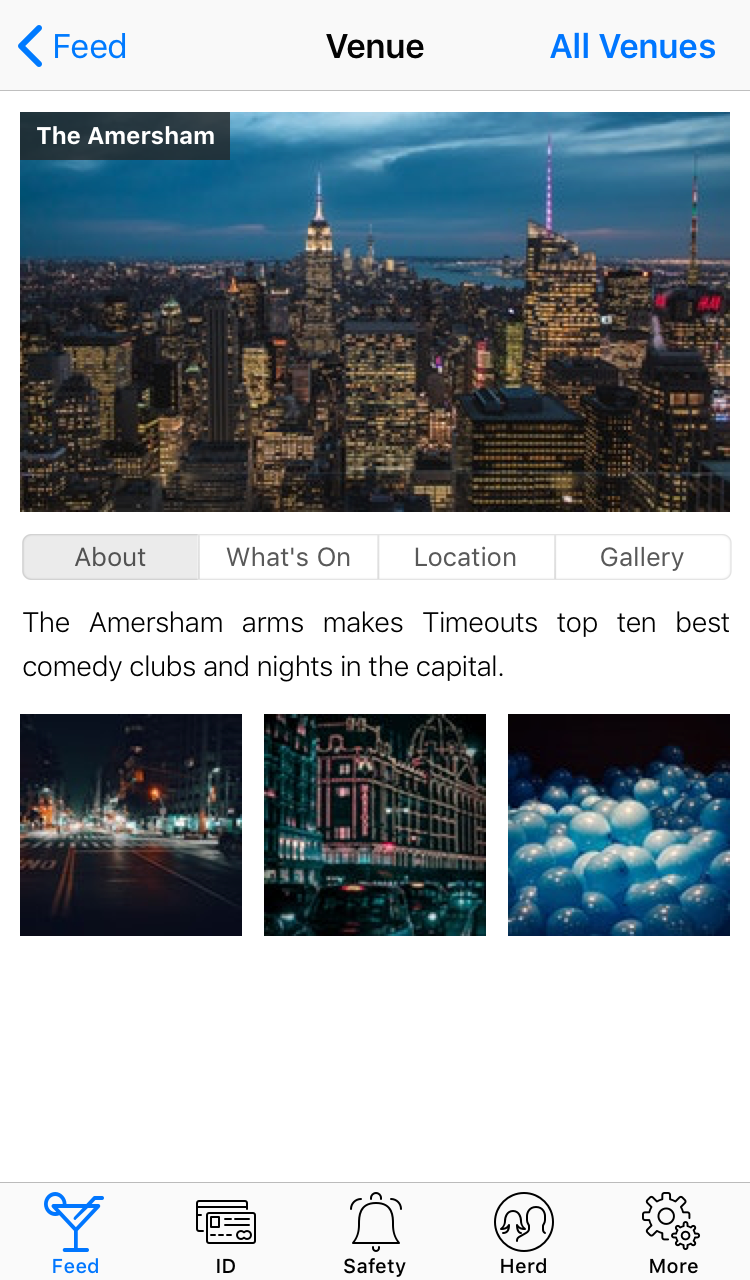 Feed
Venue
All Venues
The Amersham
H&M
About
What's On
Location
Gallery
The Amersham arms makes Timeouts top ten best
comedy clubs and nights in the capital.
Feed
ID
Safety
Herd
More